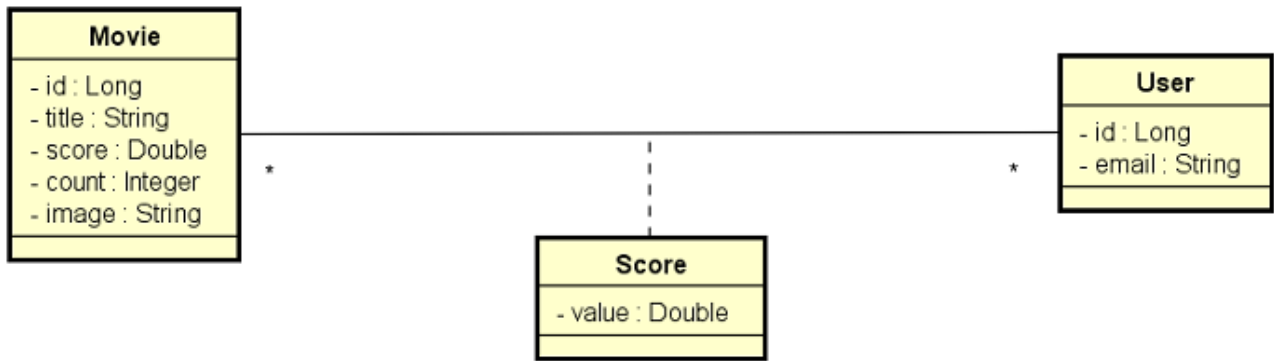 Movie
- id : Long
- title : String
- score : Double
- count : Integer
- image : String
*
*
User
- id : Long
- email : String
Score
- value : Double